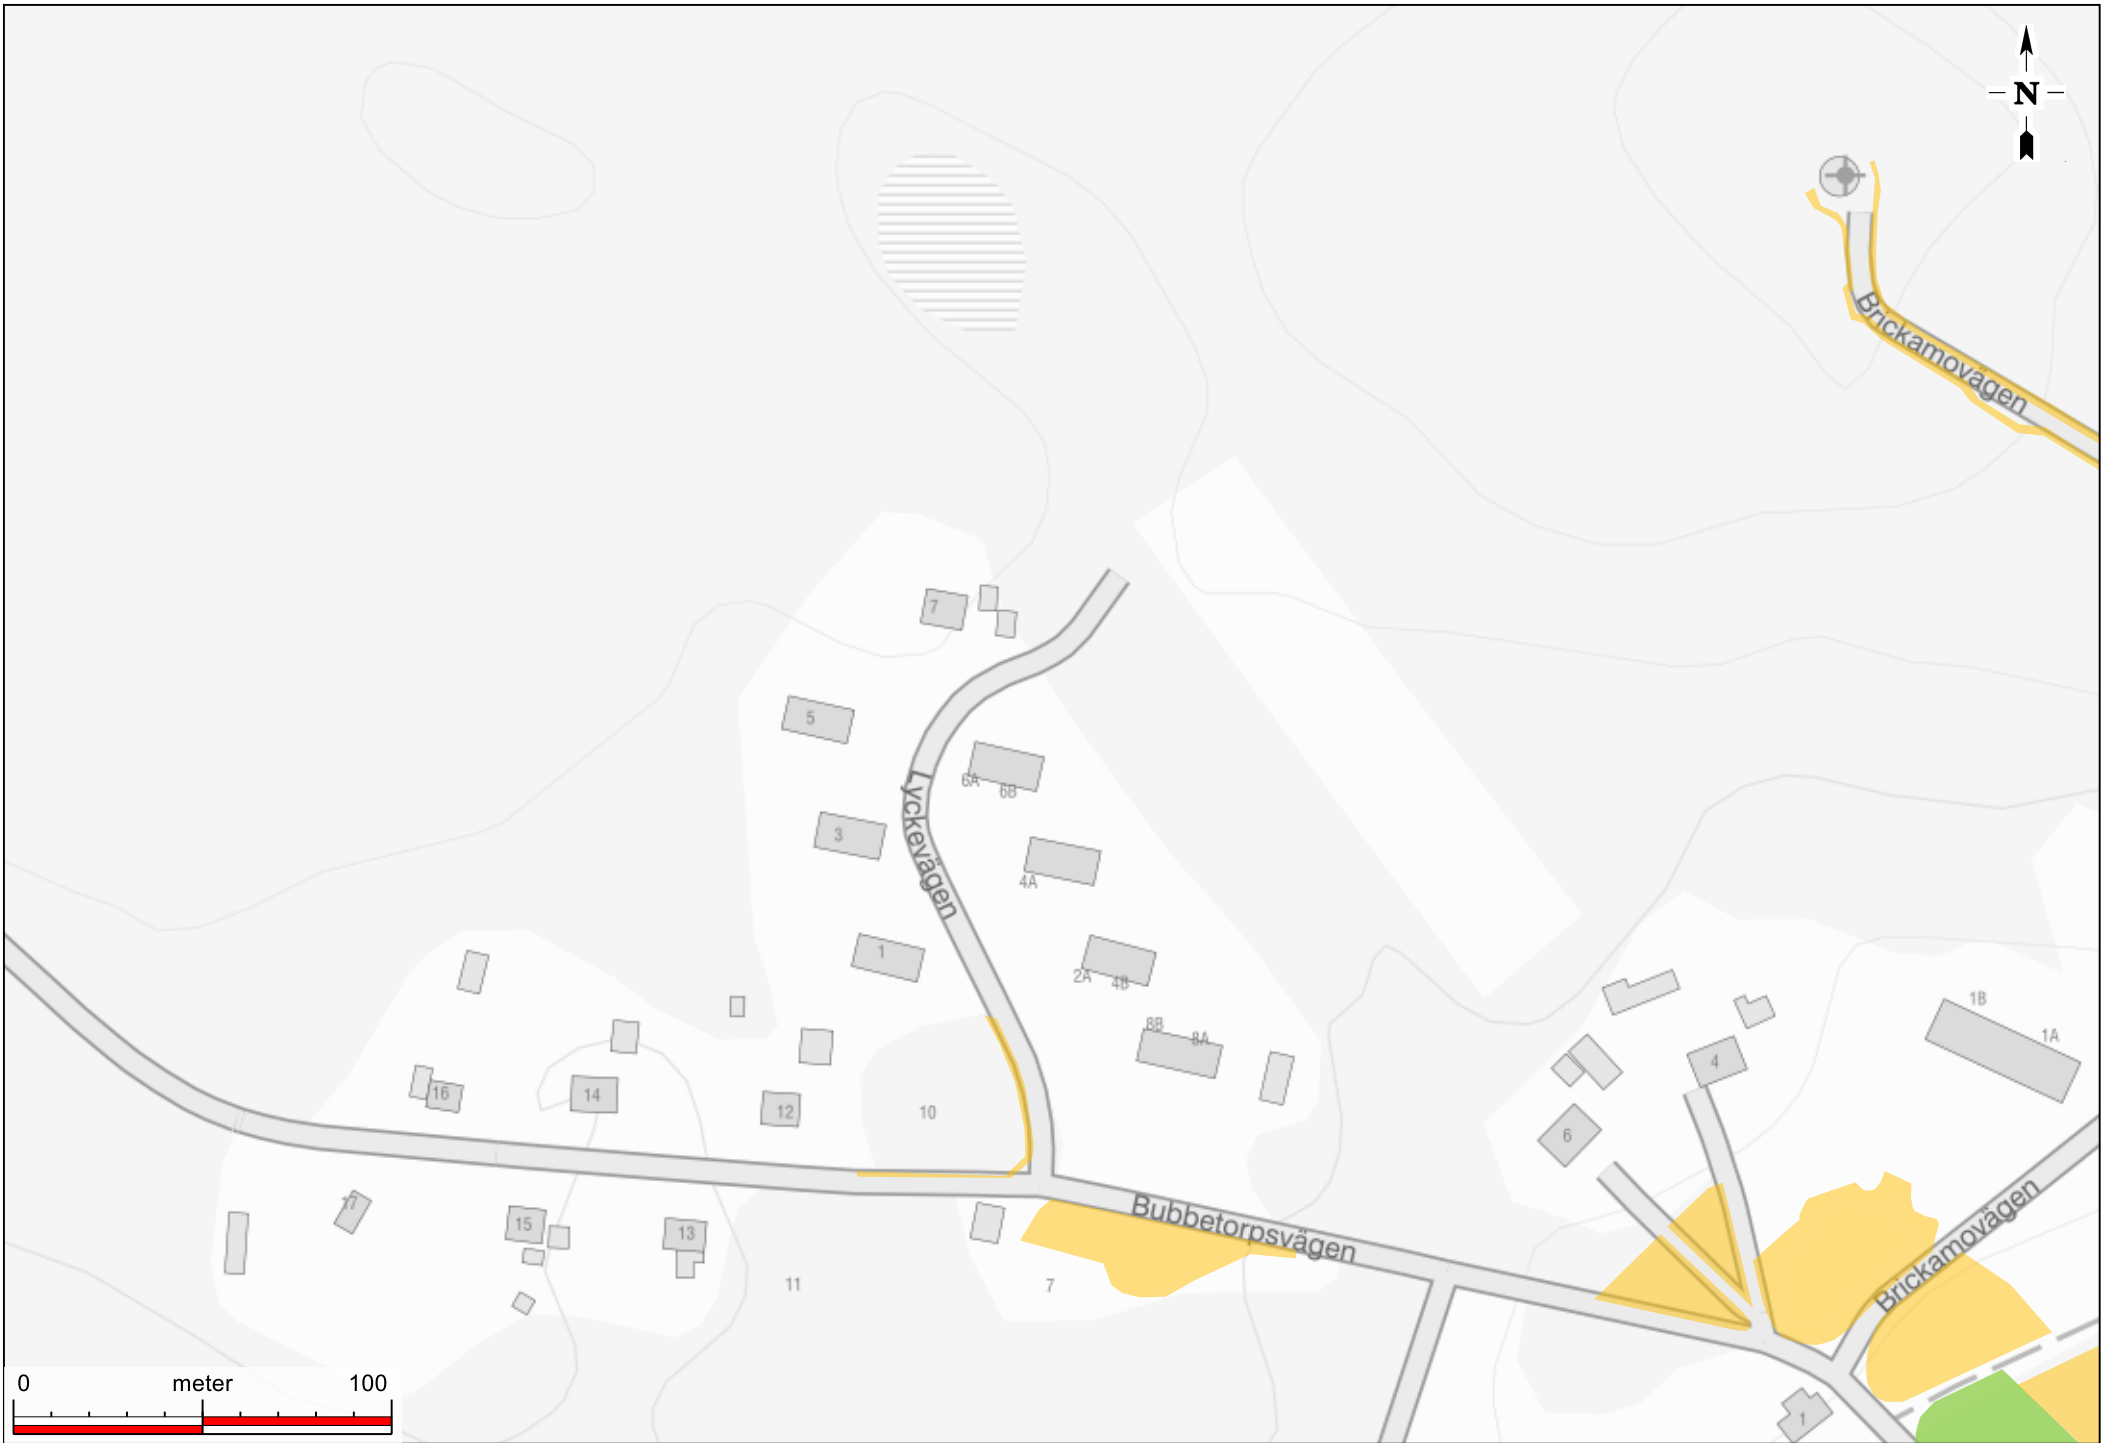 N
Brickamovägen
7
5
6A
6B
3
Lyckevägen
4A
1
2A
4B
1B
8B
8A
1A
4
16
14
12
10
6
17
15
13
Bubbetorpsvägen
Brickamovägen
11
7
0 meter 100
1